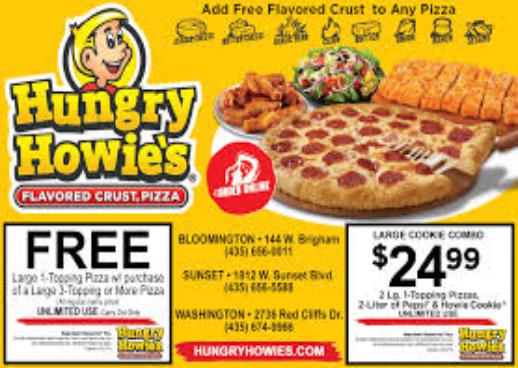 Add Free Flavored Crust to Any Pizza
Hungry
Howie's
FLAVORED CRUST PIZZA
ORDER ONLINE
FREE
Large 1-Topping Pizza w/ purchase
of a Large 3-Topping or More Pizza
UNLIMITED USE Carry Out Only
Hungry
Howie's
BLOOMINGTON • 144 W. Brigham
(435) 656-0011
SUNSET • 1812 W. Sunset Blvd.
(435) 656-5588
WASHINGTON • 2736 Red Cliffs Dr.
(435) 674-9966
HUNGRYHOWIES.COM
LARGE COOKIE COMBO
$24.99
2 Lg. 1-Topping Pizzas,
2-Liter of Pepsi & Howie Cookie
UNLIMITED USE
Hungry
Howie's